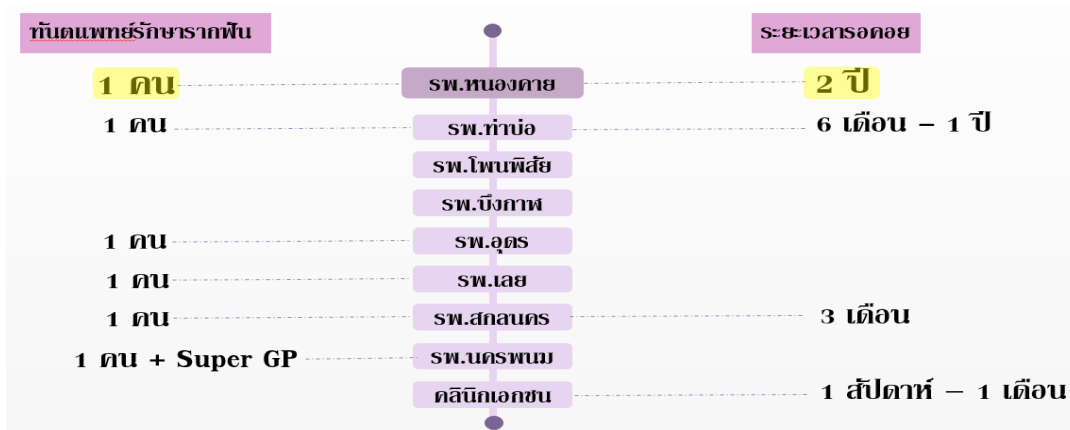 ทันตแพทย์รักษารากฟัน ระยะเวลารอคอย
1 คน รพ.หนองคาย 2 ปี
1 คน รพ.ท่าบ่อ 6 เดือน – 1 ปี
รพ.โพนพิสัย
รพ.บึงกาฬ
1 คน รพ.อุดร
1 คน รพ.เลย
1 คน รพ.สกลนคร 3 เดือน
1 คน + Super GP รพ.นครพนม
คลินิกเอกชน 1 สัปดาห์ – 1 เดือน